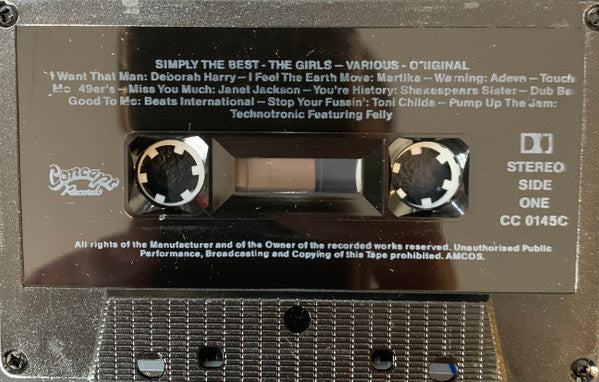 SIMPLY THE BEST - THE GIRLS – VARIOUS - ORIGINAL
I Want That Man: Deborah Harry – I Feel The Earth Move: Martika – Warning: Adeva – Touch
Me: 49er's – Miss You Much: Janet Jackson – You're History: Shakespears Sister – Dub Be
Good To Me: Beats International – Stop Your Fussin': Toni Childs – Pump Up The Jam:
Technotronic Featuring Felly
Concept
Records
STEREO
SIDE
ONE
CC 0145C
All rights of the Manufacturer and of the Owner of the recorded works reserved. Unauthorised Public
Performance, Broadcasting and Copying of this Tape prohibited. AMCOS.